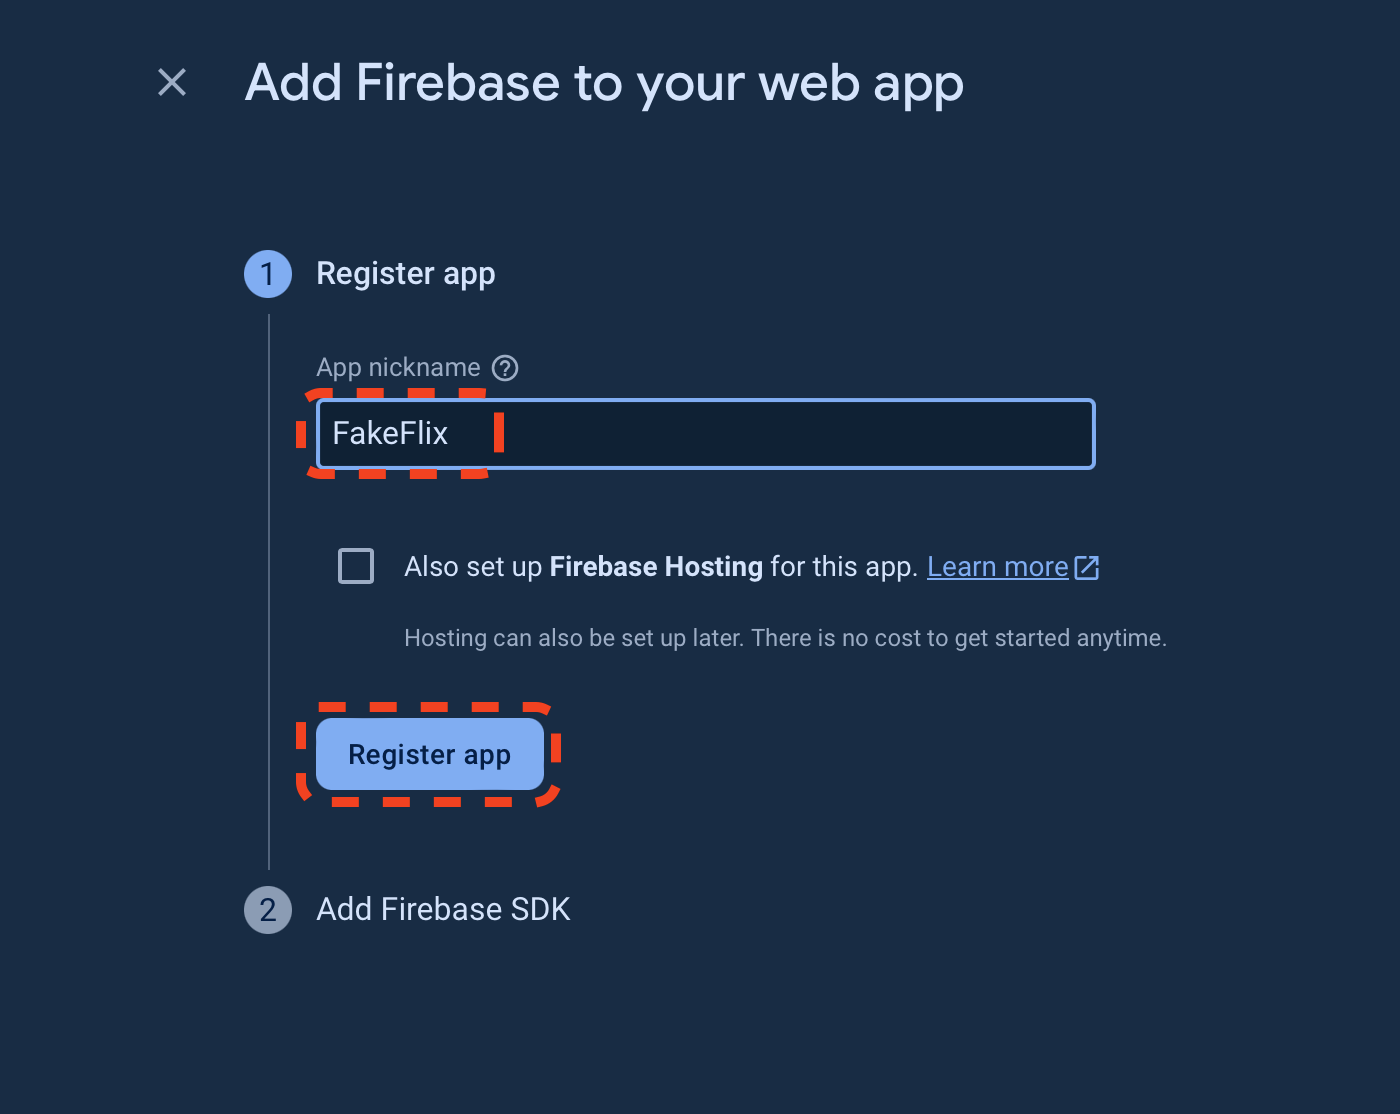 Add Firebase to your web app
1 Register app
App nickname ?
FakeFlix
Also set up Firebase Hosting for this app. Learn more
Hosting can also be set up later. There is no cost to get started anytime.
Register app
2 Add Firebase SDK